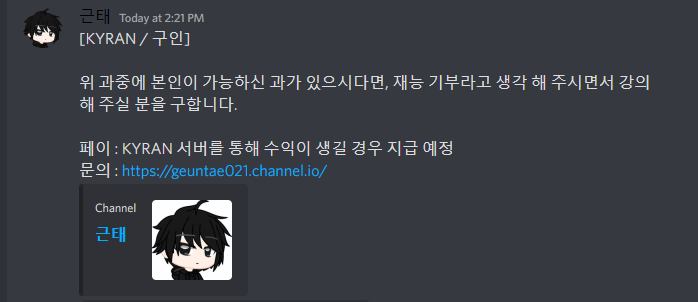 근태 Today at 2:21 PM
[KYRAN / 구인]
위 과중에 본인이 가능하신 과가 있으시다면, 재능 기부라고 생각 해 주시면서 강의
해 주실 분을 구합니다.
페이 : KYRAN 서버를 통해 수익이 생길 경우 지급 예정
문의 : https://geuntae021.channel.io/
Channel
근태